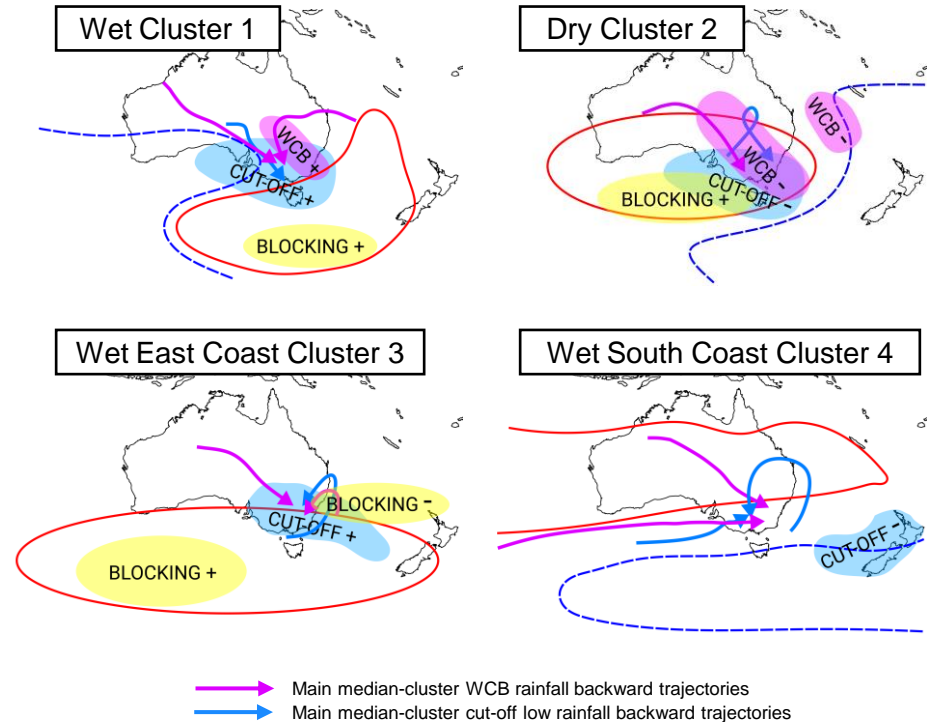 Wet Cluster 1
Dry Cluster 2
WCB +
CUT-OFF +
BLOCKING +
WCB -
WCB -
CUT-OFF -
BLOCKING +
Wet East Coast Cluster 3
Wet South Coast Cluster 4
BLOCKING -
CUT-OFF +
BLOCKING +
CUT-OFF -
Main median-cluster WCB rainfall backward trajectories
Main median-cluster cut-off low rainfall backward trajectories